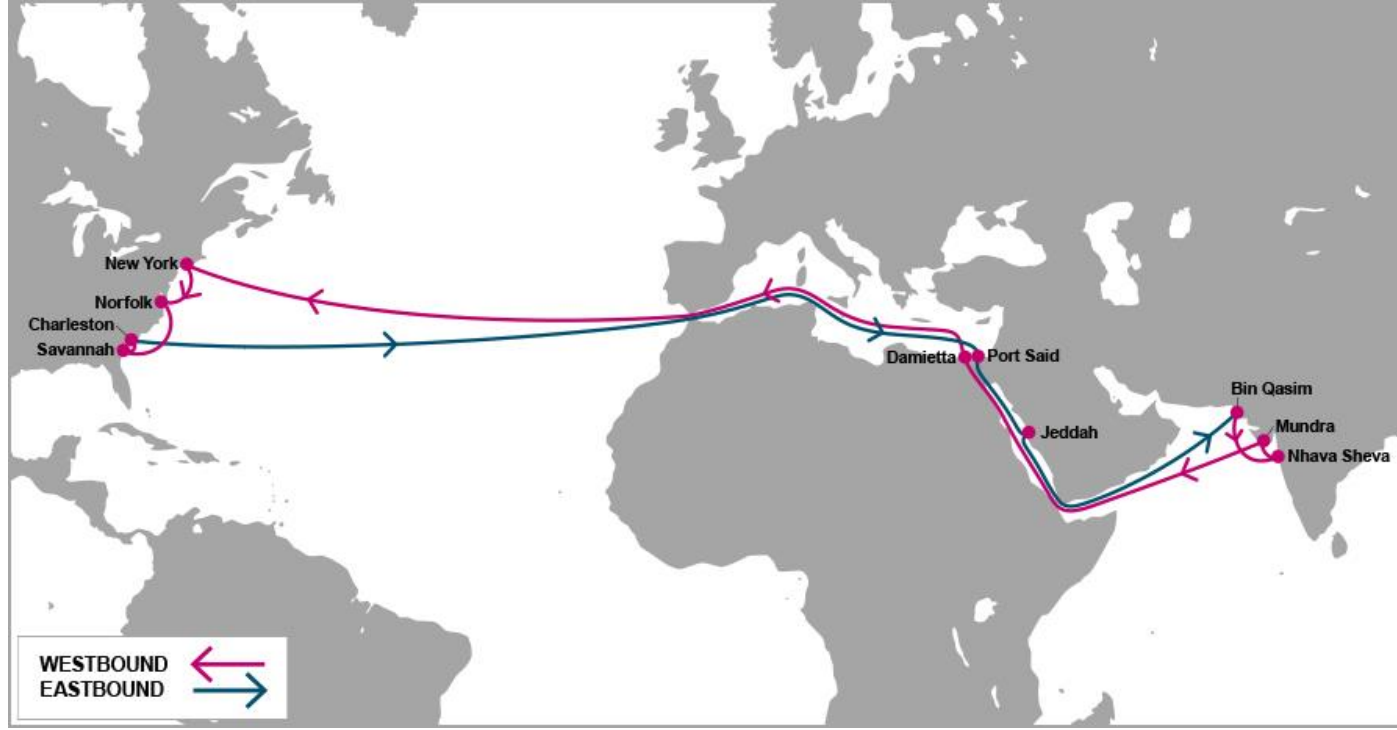 New York
Norfolk
Charleston
Savannah
Damietta
Port Said
Jeddah
Bin Qasim
Mundra
Nhava Sheva
WESTBOUND
EASTBOUND